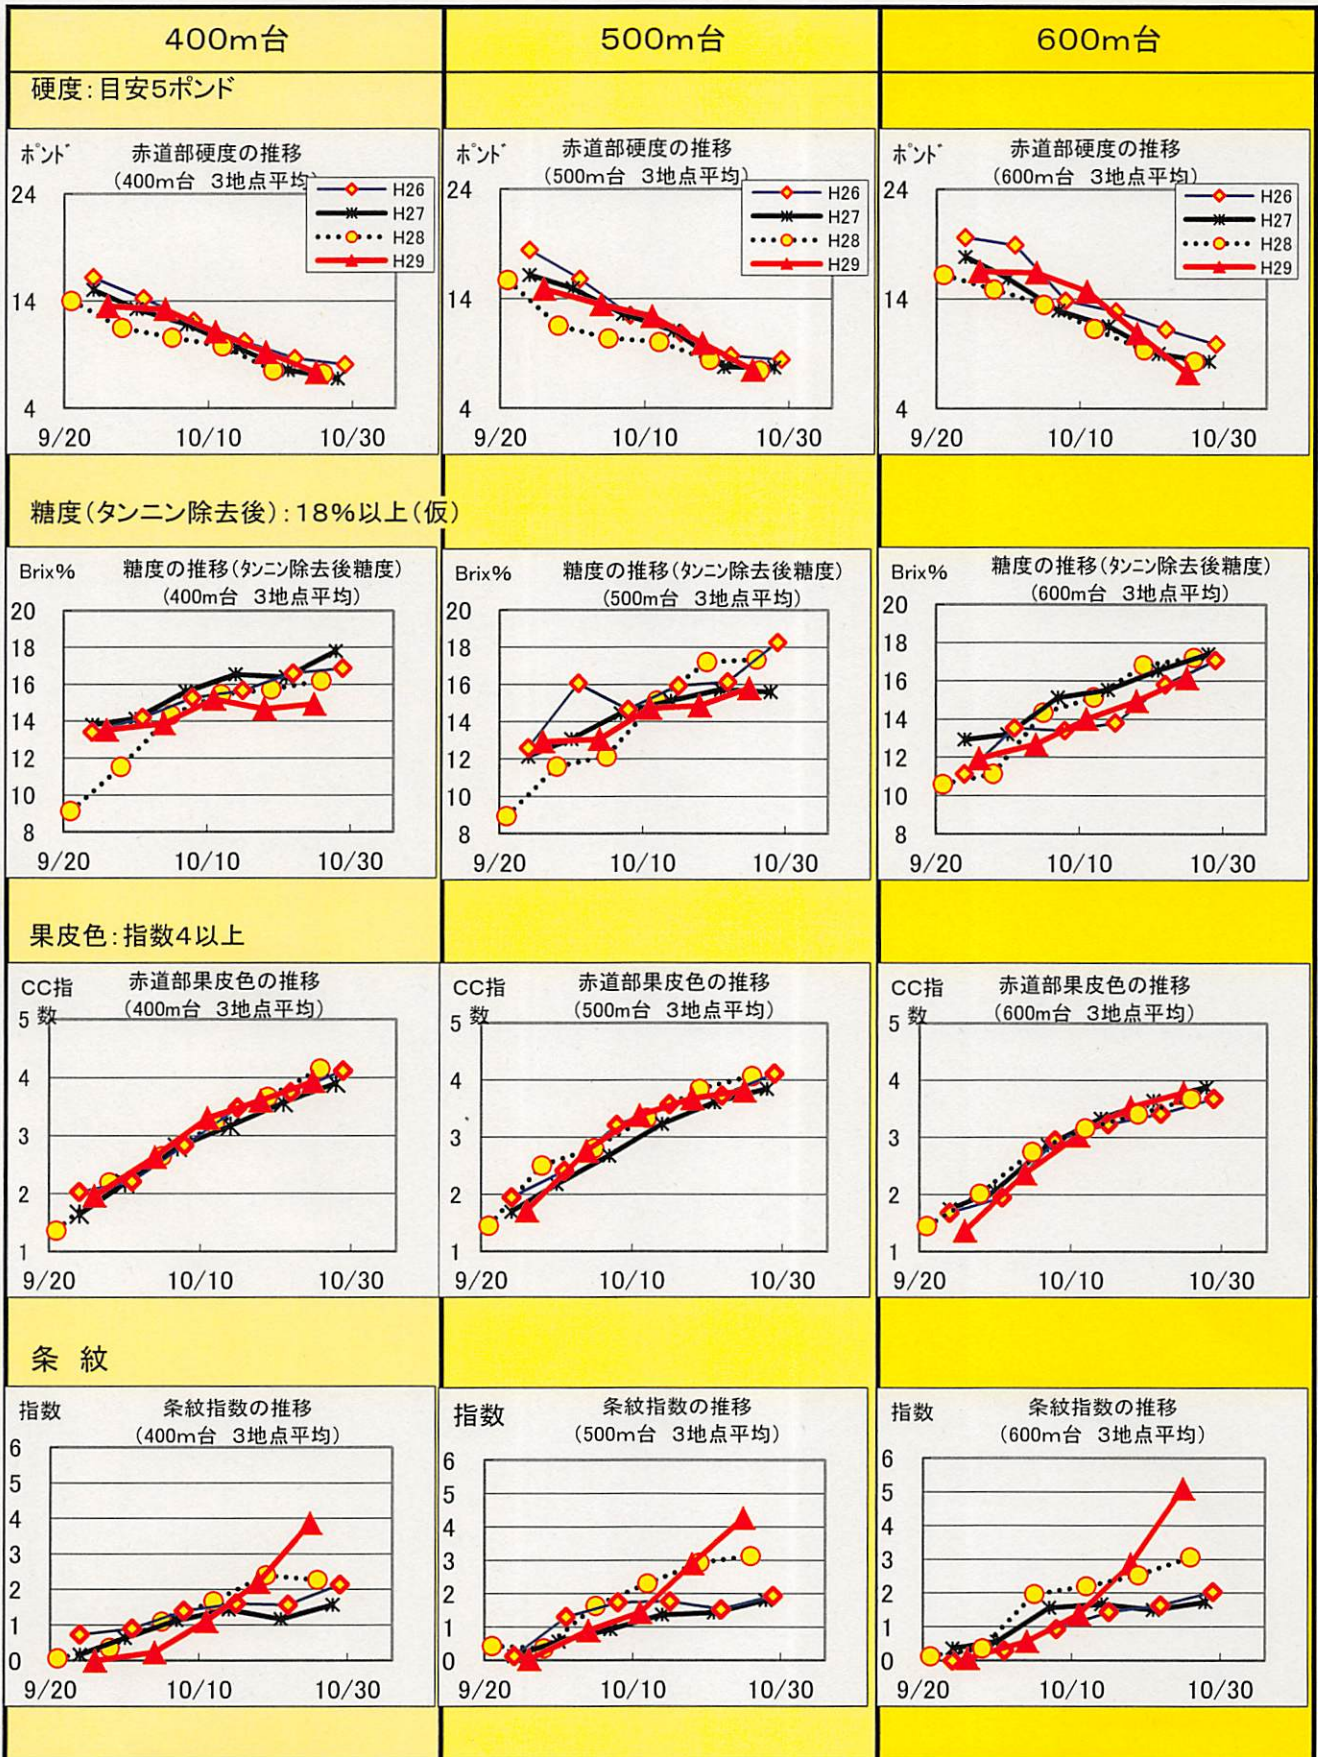 400m台
500m台
600m台
硬度:目安5ポンド
ポンド
赤道部硬度の推移
(400m台 3地点平均)
24
14
4
9/20
10/10
10/30
H26
H27
H28
H29
ポンド
赤道部硬度の推移
(500m台 3地点平均)
24
14
4
9/20
10/10
10/30
H26
H27
H28
H29
ポンド
赤道部硬度の推移
(600m台 3地点平均)
24
14
4
9/20
10/10
10/30
H26
H27
H28
H29
糖度(タンニン除去後):18%以上(仮)
Brix%
糖度の推移(タンニン除去後糖度)
(400m台 3地点平均)
20
18
16
14
12
10
8
9/20
10/10
10/30
Brix%
糖度の推移(タンニン除去後糖度)
(500m台 3地点平均)
20
18
16
14
12
10
8
9/20
10/10
10/30
Brix%
糖度の推移(タンニン除去後糖度)
(600m台 3地点平均)
20
18
16
14
12
10
8
9/20
10/10
10/30
果皮色:指数4以上
CC指
数
赤道部果皮色の推移
(400m台 3地点平均)
5
4
3
2
1
9/20
10/10
10/30
CC指
数
赤道部果皮色の推移
(500m台 3地点平均)
5
4
3
2
1
9/20
10/10
10/30
CC指
数
赤道部果皮色の推移
(600m台 3地点平均)
5
4
3
2
1
9/20
10/10
10/30
条 紋
指数
条紋指数の推移
(400m台 3地点平均)
6
5
4
3
2
1
0
9/20
10/10
10/30
指数
条紋指数の推移
(500m台 3地点平均)
6
5
4
3
2
1
0
9/20
10/10
10/30
指数
条紋指数の推移
(600m台 3地点平均)
6
5
4
3
2
1
0
9/20
10/10
10/30